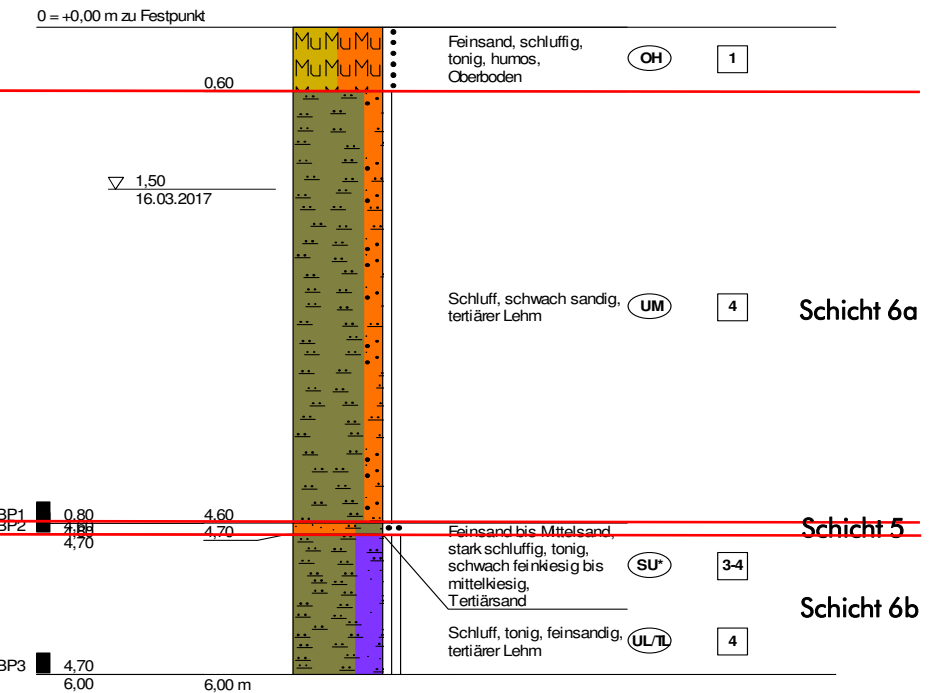 0 = +0,00 m zu Festpunkt
Mu Mu Mu
Mu Mu Mu
Feinsand, schluffig,
tonig, humos,
Oberboden
OH
1
0,60
1,50
16.03.2017
Schluff, schwach sandig,
tertiärer Lehm
UM
4
Schicht 6a
BP1
0,80
4,60
BP2
4,70
4,70
Schicht 5
Feinsand bis Mittelsand,
stark schluffig, tonig,
schwach feinkiesig bis
mittelkiesig,
Tertiärsand
SU*
3-4
Schicht 6b
Schluff, tonig, feinsandig,
tertiärer Lehm
UL/TL
4
BP3
4,70
6,00
6,00 m